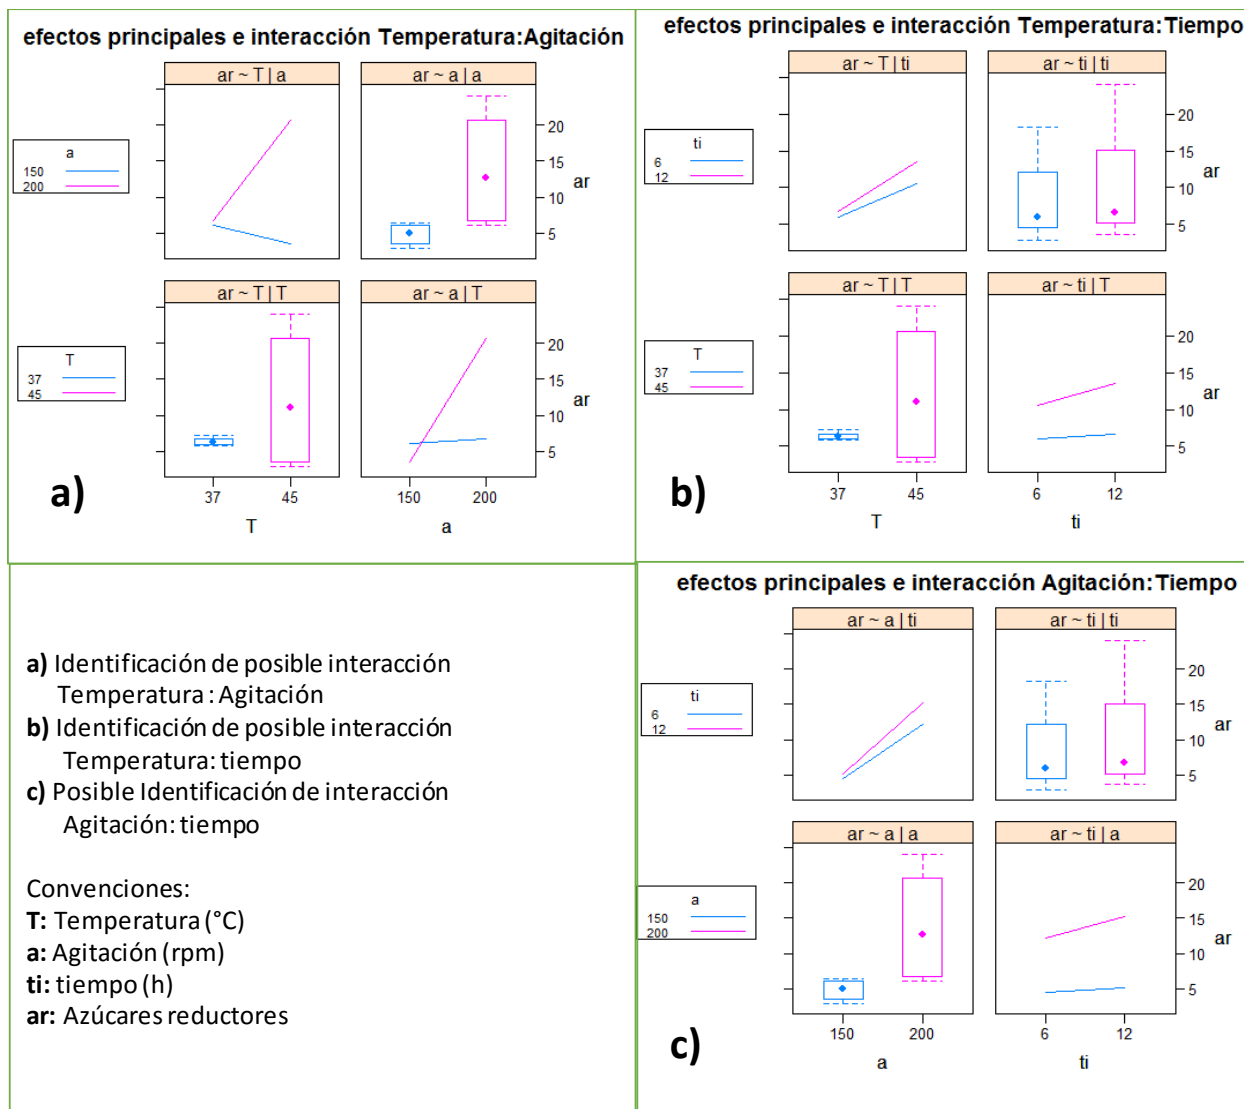 efectos principales e interacción Temperatura:Agitación
ar ~ T | a
ar ~ a | a
a
150
200
20
15
10
5
ar
ar ~ T | T
ar ~ a | T
T
37
45
20
15
10
5
ar
a)
37
45
150
200
T
a
efectos principales e interacción Temperatura:Tiempo
ar ~ T | ti
ar ~ ti | ti
ti
6
12
20
15
10
5
ar
ar ~ T | T
ar ~ ti | T
T
37
45
20
15
10
5
ar
b)
37
45
6
12
T
ti
a) Identificación de posible interacción
Temperatura : Agitación
b) Identificación de posible interacción
Temperatura: tiempo
c) Posible Identificación de interacción
Agitación: tiempo
Convenciones:
T: Temperatura (°C)
a: Agitación (rpm)
ti: tiempo (h)
ar: Azúcares reductores
efectos principales e interacción Agitación:Tiempo
ar ~ a | ti
ar ~ ti | ti
ti
6
12
20
15
10
5
ar
ar ~ a | a
ar ~ ti | a
a
150
200
20
15
10
5
ar
c)
150
200
6
12
a
ti